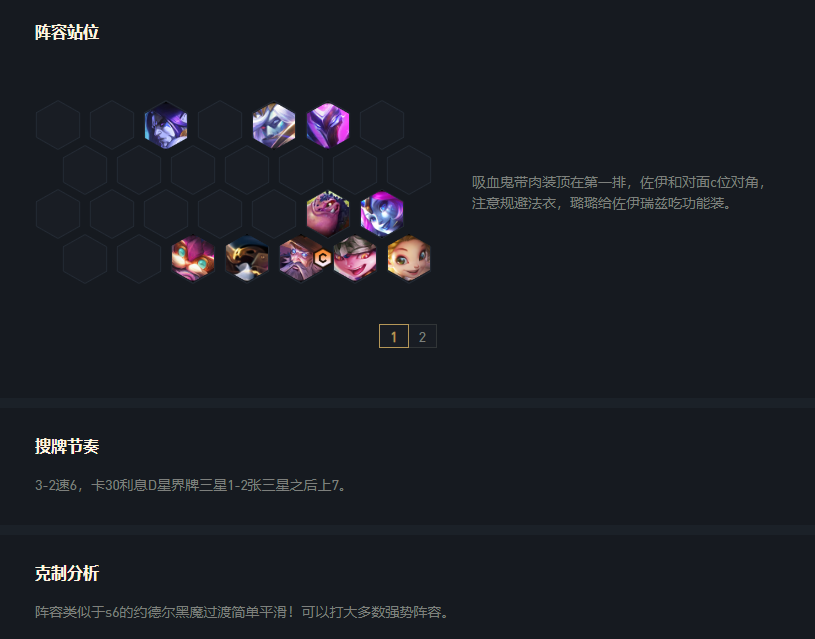 阵容站位
吸血鬼带肉装顶在第一排，佐伊和对面c位对角，
注意规避法衣，璐璐给佐伊瑞兹吃功能装。
C
1 2
搜牌节奏
3-2速6，卡30利息D星界牌三星1-2张三星之后上7。
克制分析
阵容类似于s6的约德尔黑魔过渡简单平滑！可以打大多数强势阵容。